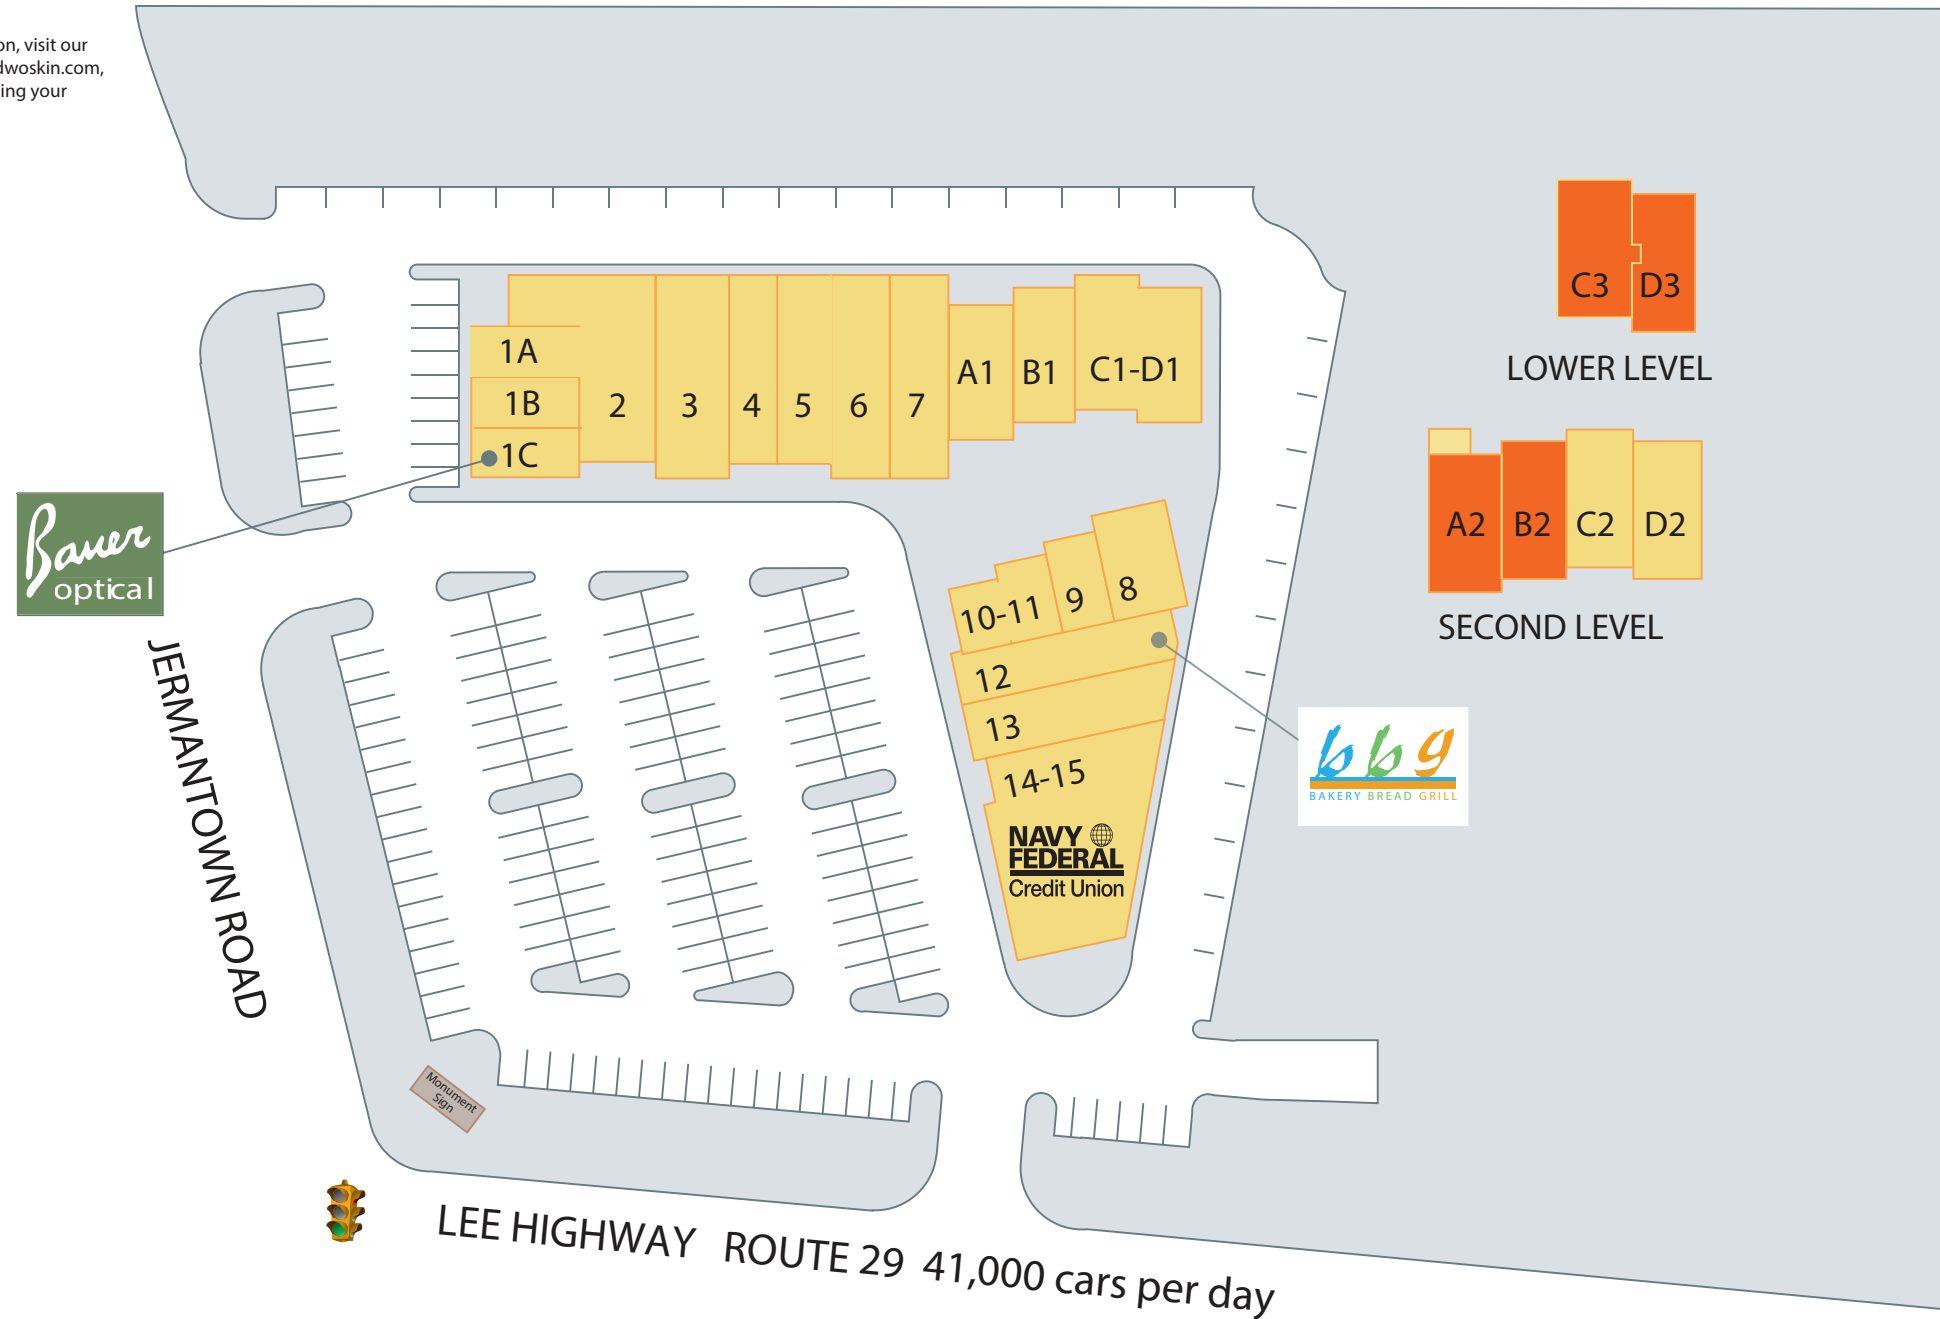 on, visit our
dwoskin.com,
ing your
1A
1B
1C
2
3
4
5
6
7
A1
B1
C1-D1
C3
D3
LOWER LEVEL
A2
B2
C2
D2
SECOND LEVEL
Bauer
optical
10-11
9
8
12
13
14-15
NAVY
FEDERAL
Credit Union
bbg
BAKERY BREAD GRILL
JERMANTOWN ROAD
Monument
Sign
LEE HIGHWAY ROUTE 29 41,000 cars per day